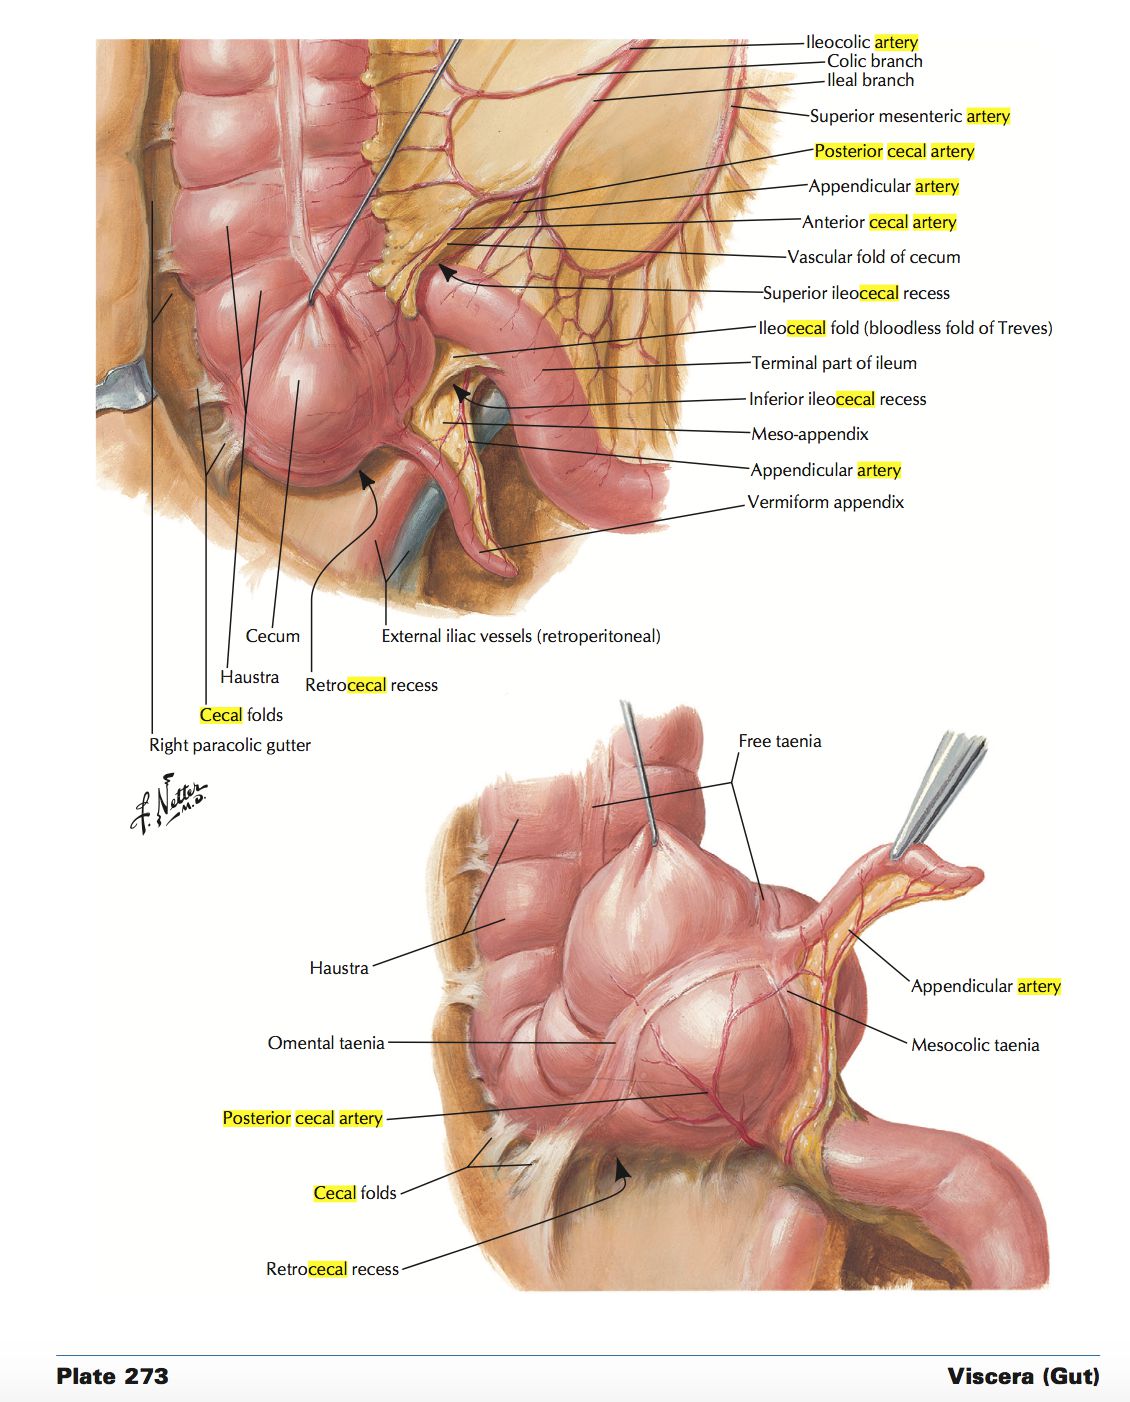 Ileocolic artery
Colic branch
Ileal branch
Superior mesenteric artery
Posterior cecal artery
Appendicular artery
Anterior cecal artery
Vascular fold of cecum
Superior ileocecal recess
Ileocecal fold (bloodless fold of Treves)
Terminal part of ileum
Inferior ileocecal recess
Meso-appendix
Appendicular artery
Vermiform appendix
Cecum
External iliac vessels (retroperitoneal)
Haustra
Retrocecal recess
Cecal folds
Right paracolic gutter
F. Netter
M.D.
Free taenia
Haustra
Appendicular artery
Omental taenia
Mesocolic taenia
Posterior cecal artery
Cecal folds
Retrocecal recess
Plate 273
Viscera (Gut)